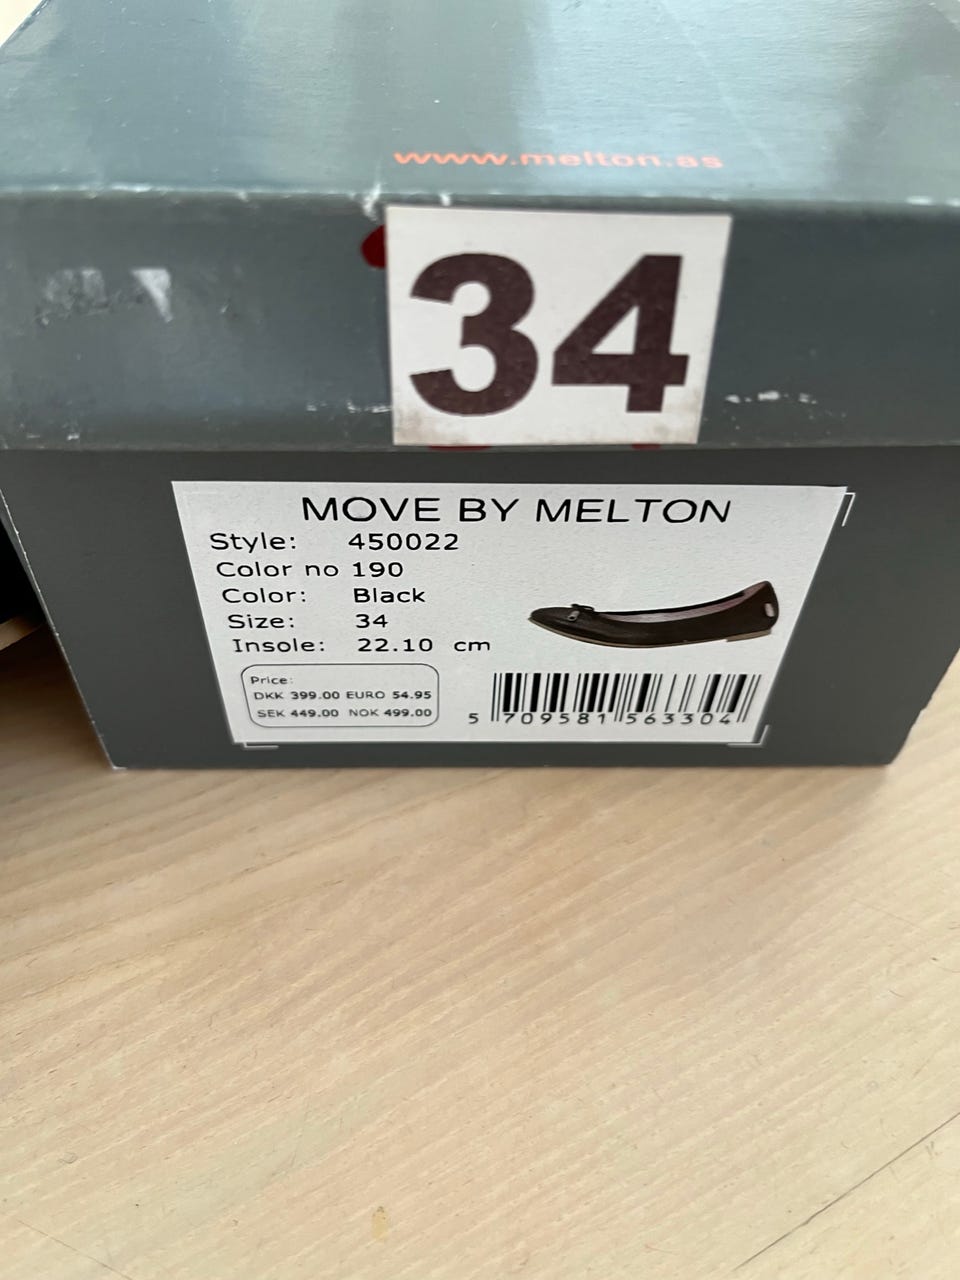 www.melton.as
34
MOVE BY MELTON
Style: 450022
Color no 190
Color: Black
Size: 34
Insole: 22.10 cm
Price:
DKK 399.00 EURO 54.95
SEK 449.00 NOK 499.00
5 709581 563304